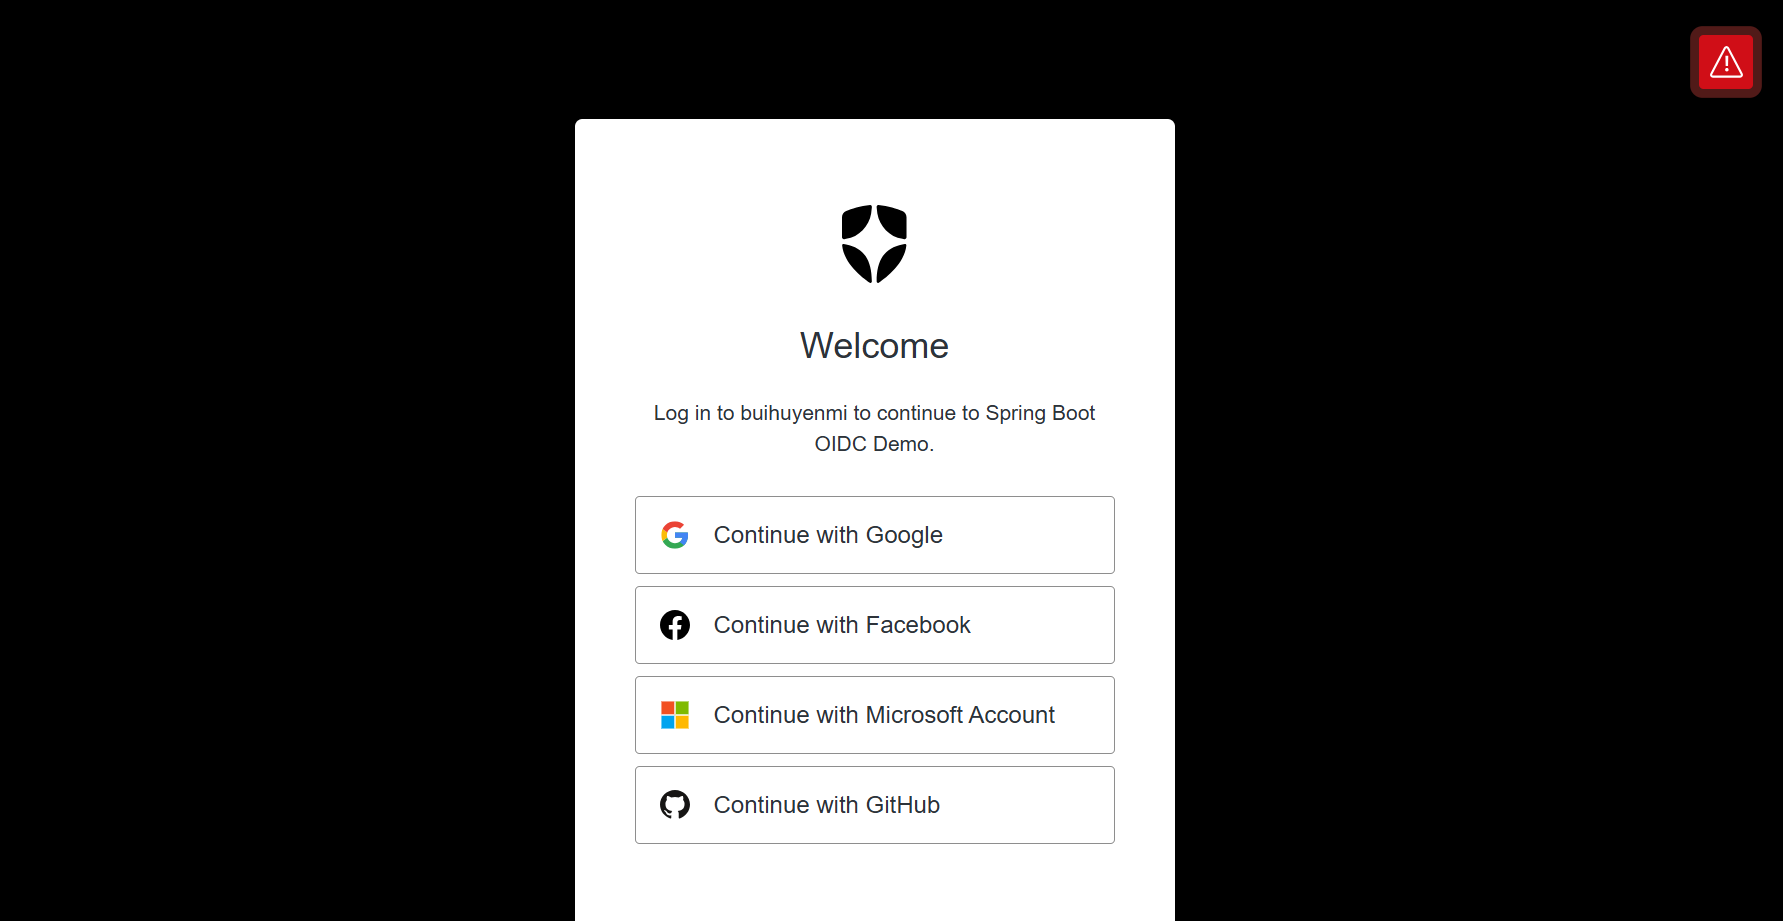 Welcome
Log in to buihuyenmi to continue to Spring Boot
OIDC Demo.
Continue with Google
Continue with Facebook
Continue with Microsoft Account
Continue with GitHub